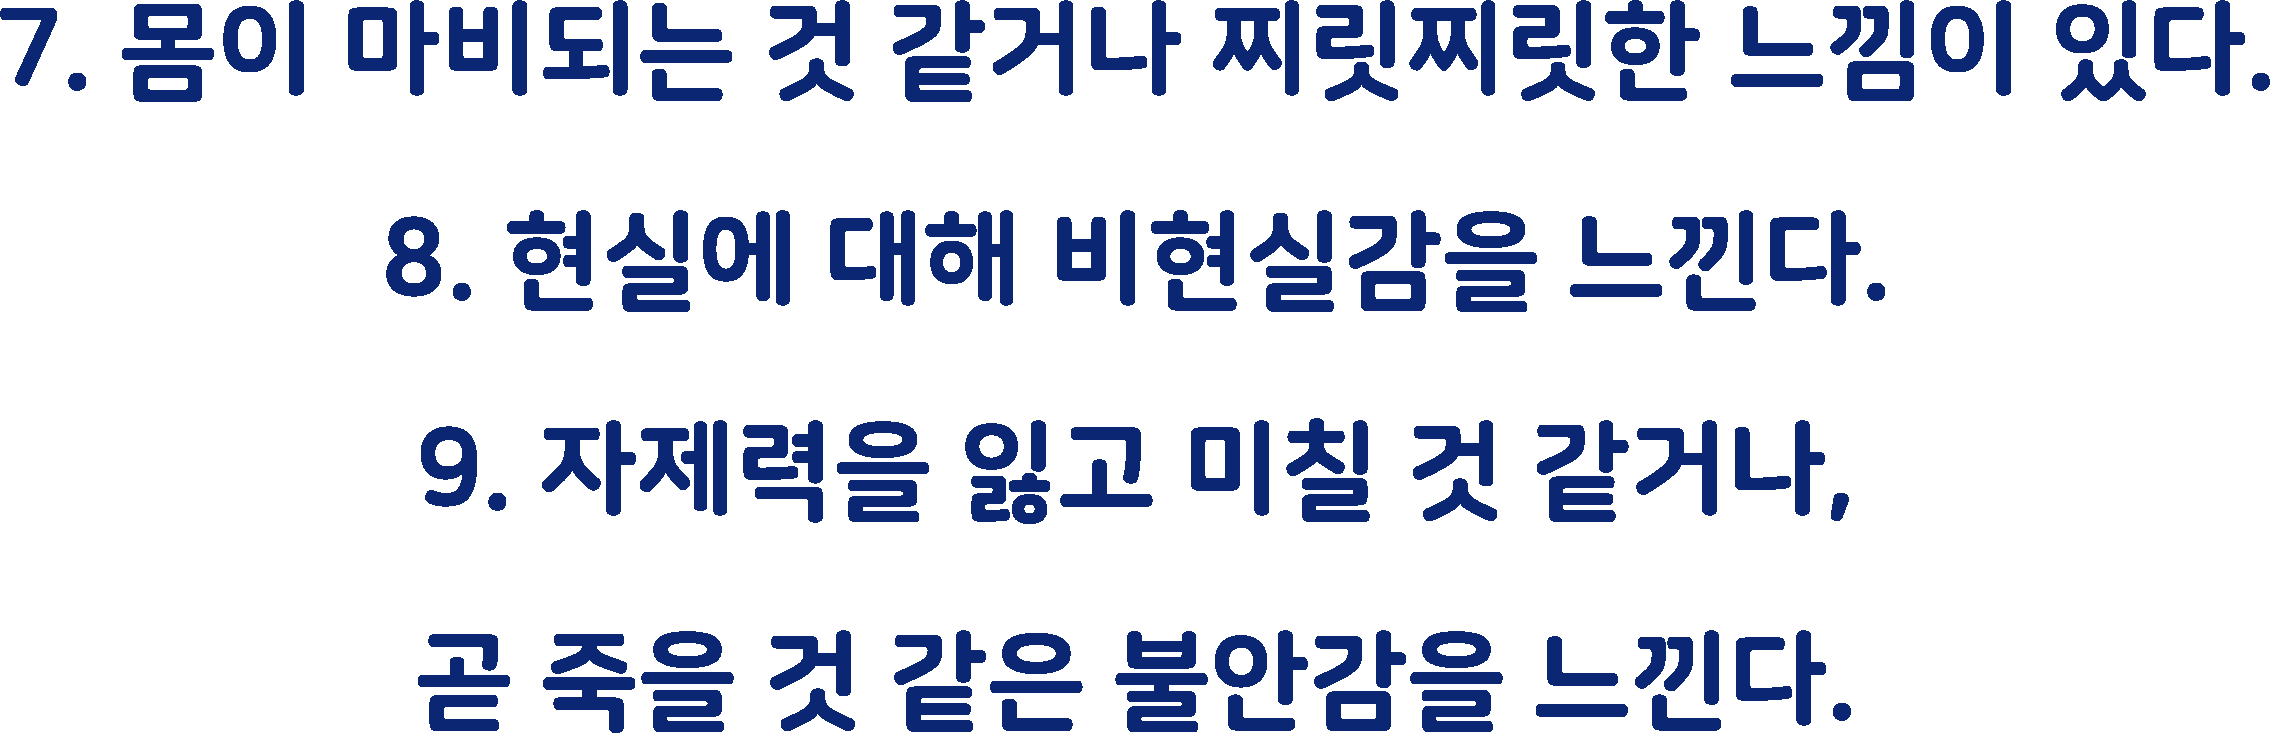 7. 몸이 마비되는 것 같거나 찌릿찌릿한 느낌이 있다.
8. 현실에 대해 비현실감을 느낀다.
9. 자제력을 잃고 미칠 것 같거나,
곧 죽을 것 같은 불안감을 느낀다.